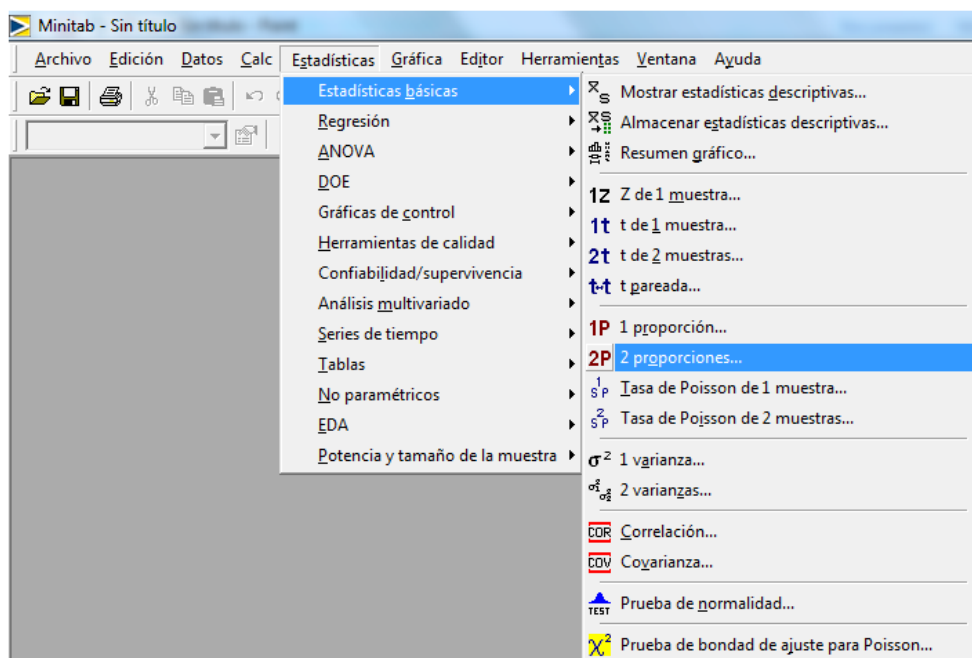 Minitab - Sin título
Archivo Edición Datos Calc Estadísticas Gráfica Editor Herramientas Ventana Ayuda
Estadísticas básicas
Regresión
ANOVA
DOE
Gráficas de control
Herramientas de calidad
Confiabilidad/supervivencia
Análisis multivariado
Series de tiempo
Tablas
No paramétricos
EDA
Potencia y tamaño de la muestra
Mostrar estadísticas descriptivas...
Almacenar estadísticas descriptivas...
Resumen gráfico...
1Z Z de 1 muestra...
1t t de 1 muestra...
2t t de 2 muestras...
t-t t pareada...
1P 1 proporción...
2P 2 proporciones...
Tasa de Poisson de 1 muestra...
Tasa de Poisson de 2 muestras...
σ² 1 varianza...
2 varianzas...
COR Correlación...
COV Covarianza...
TEST Prueba de normalidad...
χ² Prueba de bondad de ajuste para Poisson...